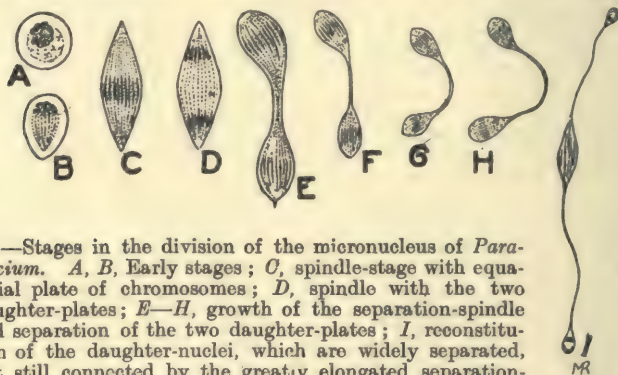 A
B
C
D
E
F
G
H
I
MR
—Stages in the division of the micronucleus of Para-
cium. A, B, Early stages; C, spindle-stage with equa-
ial plate of chromosomes; D, spindle with the two
ughter-plates; E—H, growth of the separation-spindle
d separation of the two daughter-plates; I, reconstitu-
n of the daughter-nuclei, which are widely separated,
t still connected by the greatly elongated separation-